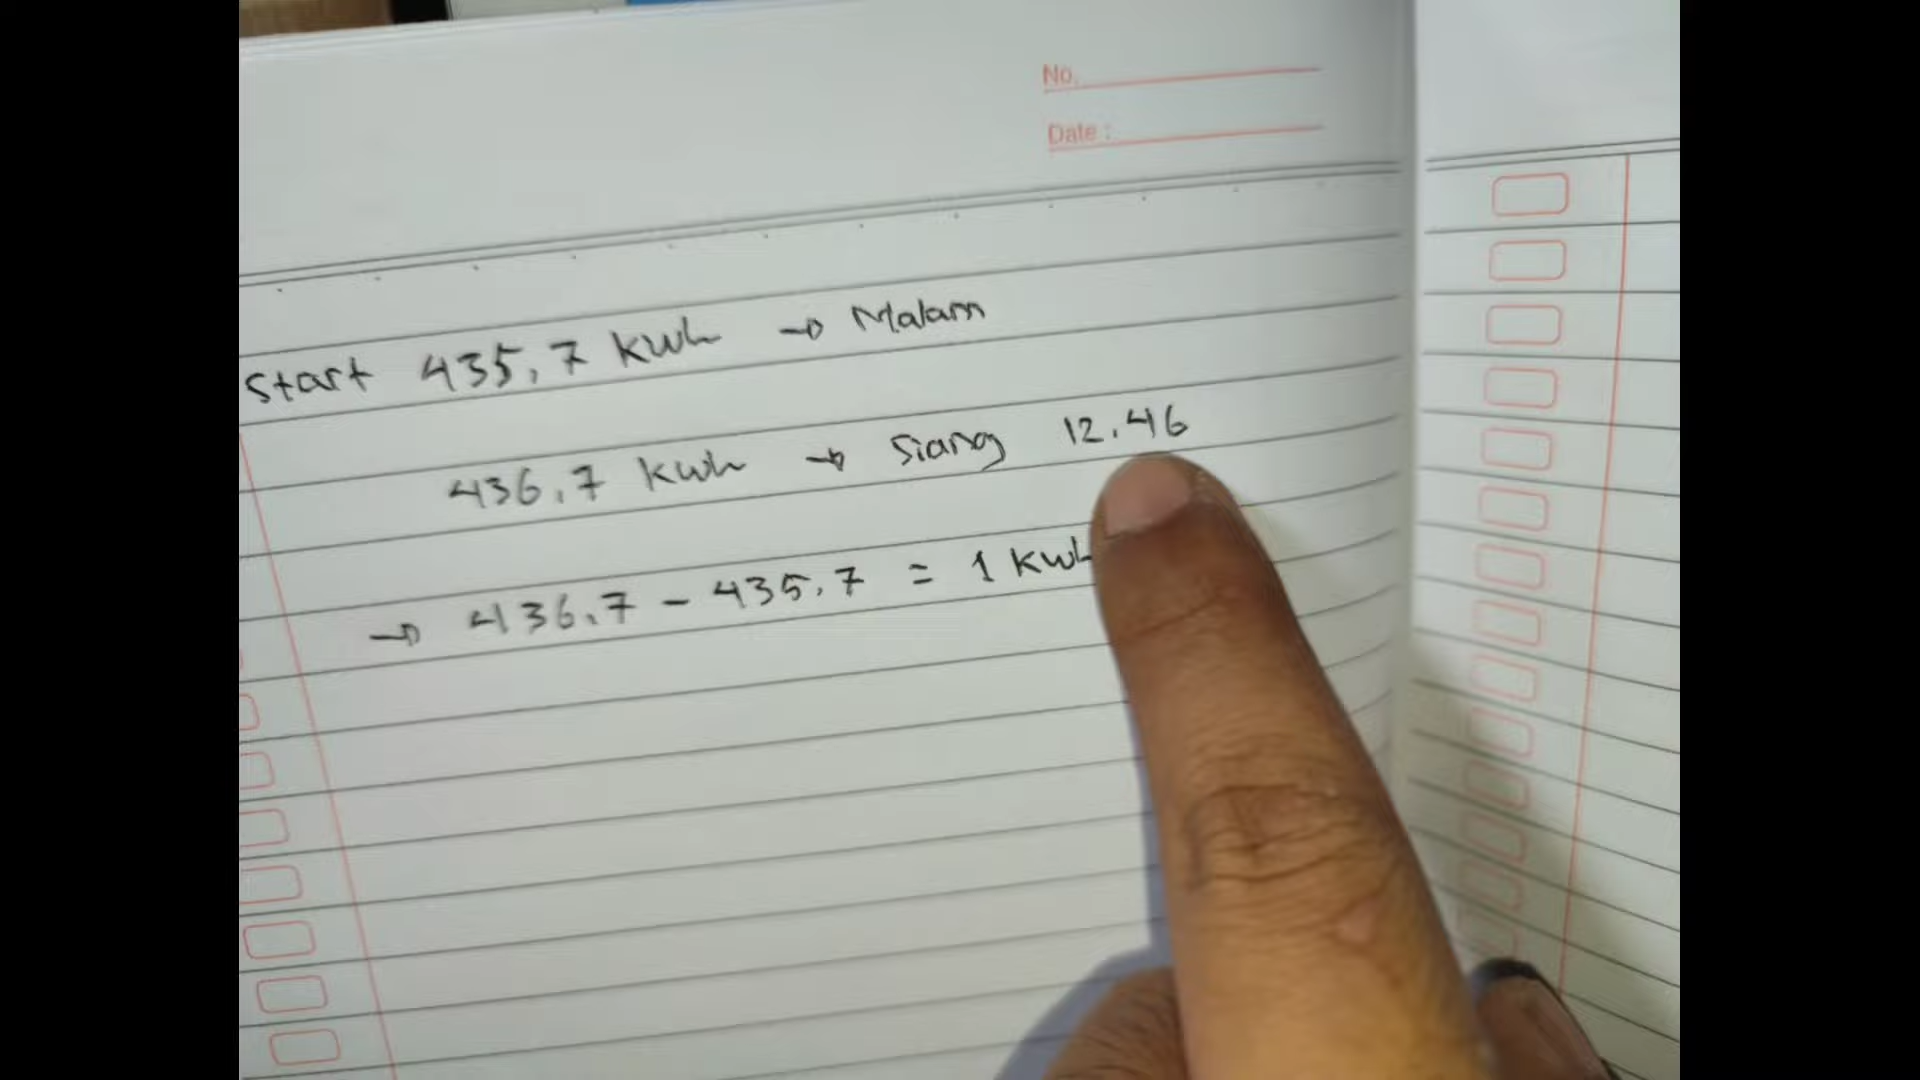 No.
Date :
Start 435,7 kwh → Malam
436,7 kwh → Siang 12.46
→ 436,7 - 435,7 = 1 kwh